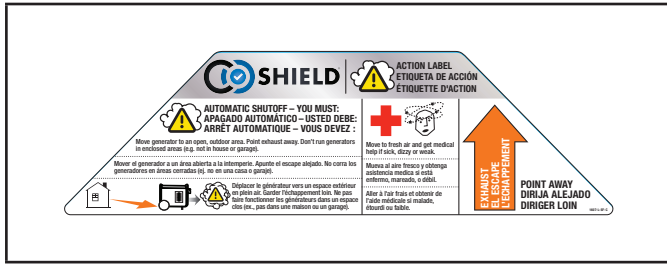 CO SHIELD
ACTION LABEL
ETIQUETA DE ACCIÓN
ÉTIQUETTE D'ACTION
AUTOMATIC SHUTOFF – YOU MUST:
APAGADO AUTOMÁTICO – USTED DEBE:
ARRÊT AUTOMATIQUE – VOUS DEVEZ :
Move generator to an open, outdoor area. Point exhaust away. Don't run generators
in enclosed areas (e.g. not in house or garage).
Mover el generador a un área abierta a la intemperie. Apunte el escape alejado. No corra los
generadores en áreas cerradas (ej. no en una casa o garaje).
Déplacer le générateur vers un espace extérieur
en plein air. Garder l'échappement loin. Ne pas
faire fonctionner les générateurs dans un espace
clos (ex., pas dans une maison ou un garage).
Move to fresh air and get medical
help if sick, dizzy or weak.
Mueva al aire fresco y obtenga
asistencia medica si está
enfermo, mareado, o débil.
Aller à l'air frais et obtenir de
l'aide médicale si malade,
étourdi ou faible.
EXHAUST
EL ESCAPE
L'ÉCHAPPEMENT
POINT AWAY
DIRIJA ALEJADO
DIRIGER LOIN